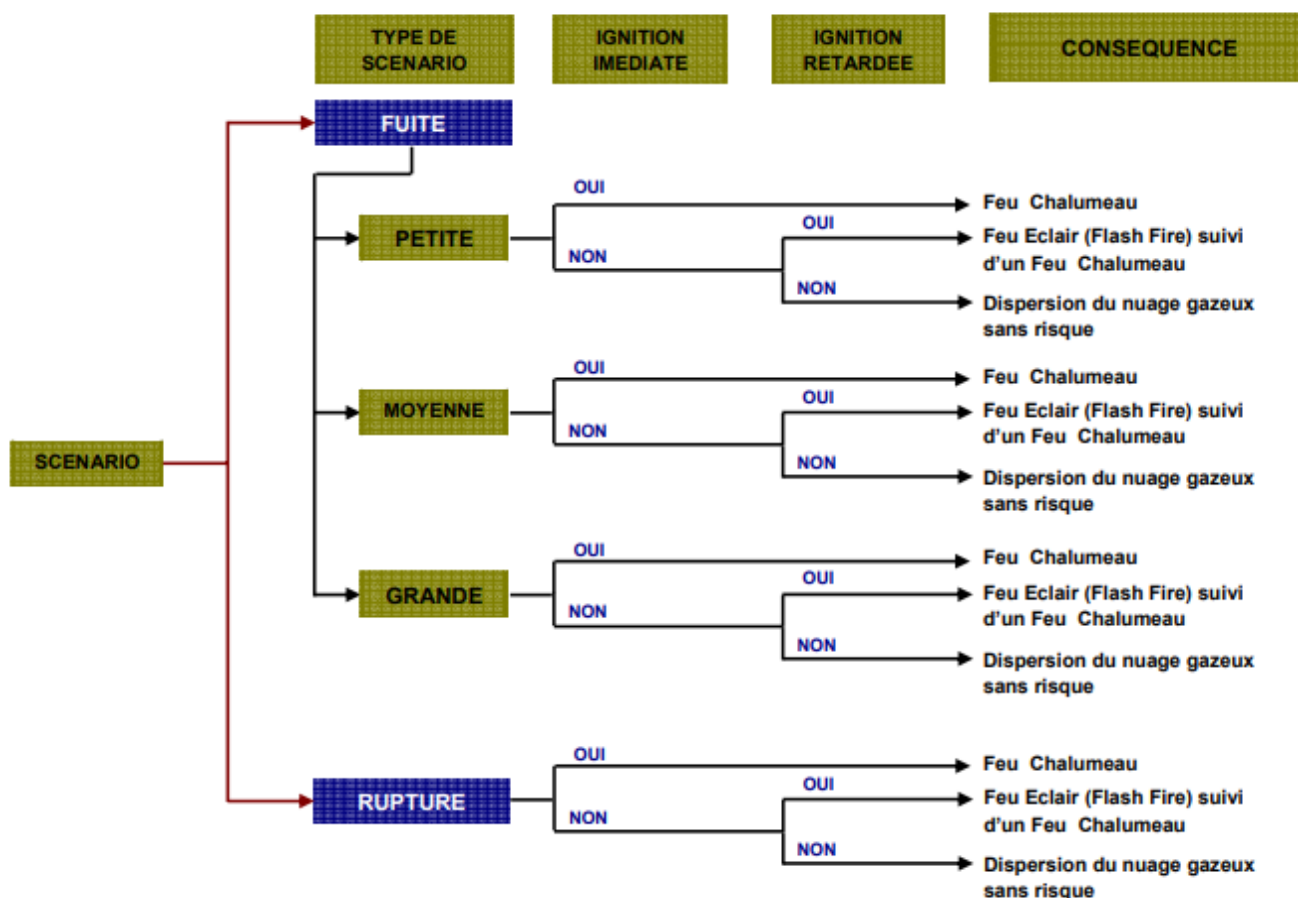 TYPE DE
SCENARIO
IGNITION
IMEDIATE
IGNITION
RETARDEE
CONSEQUENCE
FUITE
OUI
Feu Chalumeau
PETITE
OUI
Feu Eclair (Flash Fire) suivi
d'un Feu Chalumeau
NON
NON
Dispersion du nuage gazeux
sans risque
OUI
Feu Chalumeau
MOYENNE
OUI
Feu Eclair (Flash Fire) suivi
d'un Feu Chalumeau
NON
NON
Dispersion du nuage gazeux
sans risque
SCENARIO
OUI
Feu Chalumeau
GRANDE
OUI
Feu Eclair (Flash Fire) suivi
d'un Feu Chalumeau
NON
NON
Dispersion du nuage gazeux
sans risque
OUI
Feu Chalumeau
RUPTURE
OUI
Feu Eclair (Flash Fire) suivi
d'un Feu Chalumeau
NON
NON
Dispersion du nuage gazeux
sans risque